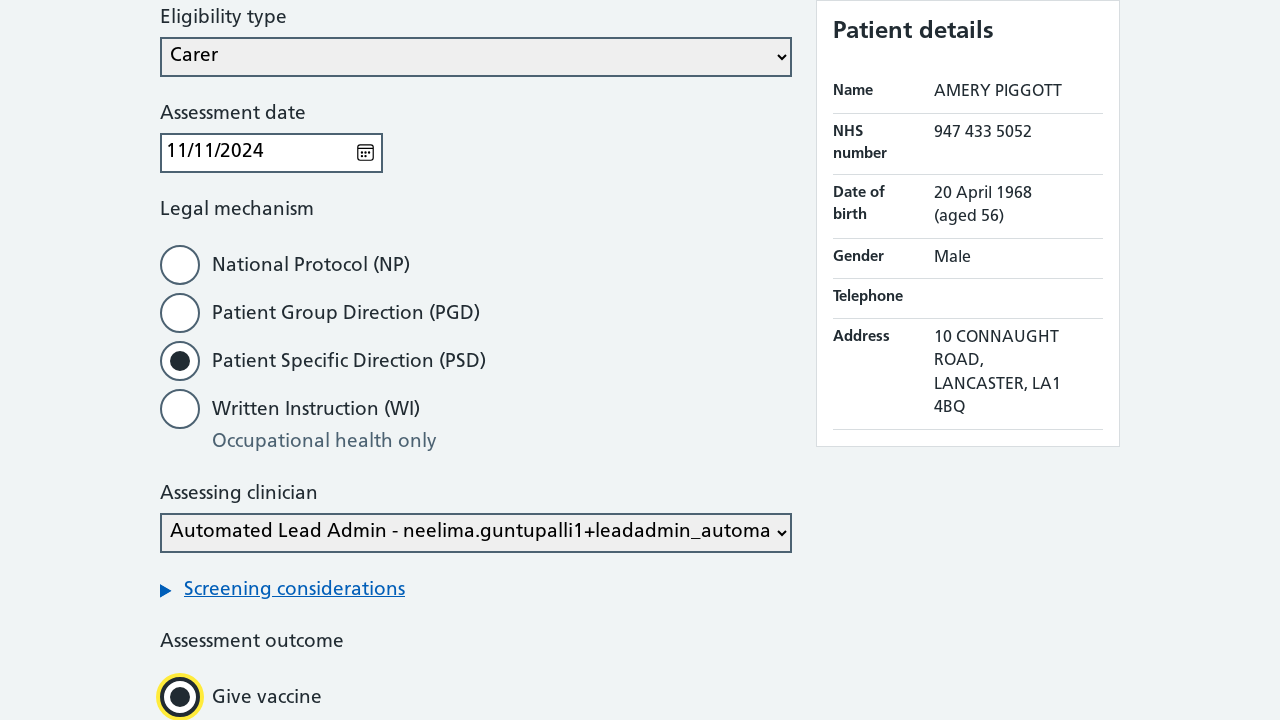 Eligibility type
Carer
Assessment date
11/11/2024
Legal mechanism
National Protocol (NP)
Patient Group Direction (PGD)
Patient Specific Direction (PSD)
Written Instruction (WI)
Occupational health only
Assessing clinician
Automated Lead Admin - neelima.guntupalli1+leadadmin_automa
Screening considerations
Assessment outcome
Give vaccine
Patient details
Name AMERY PIGGOTT
NHS number 947 433 5052
Date of birth 20 April 1968
(aged 56)
Gender Male
Telephone
Address 10 CONNAUGHT
ROAD,
LANCASTER, LA1
4BQ